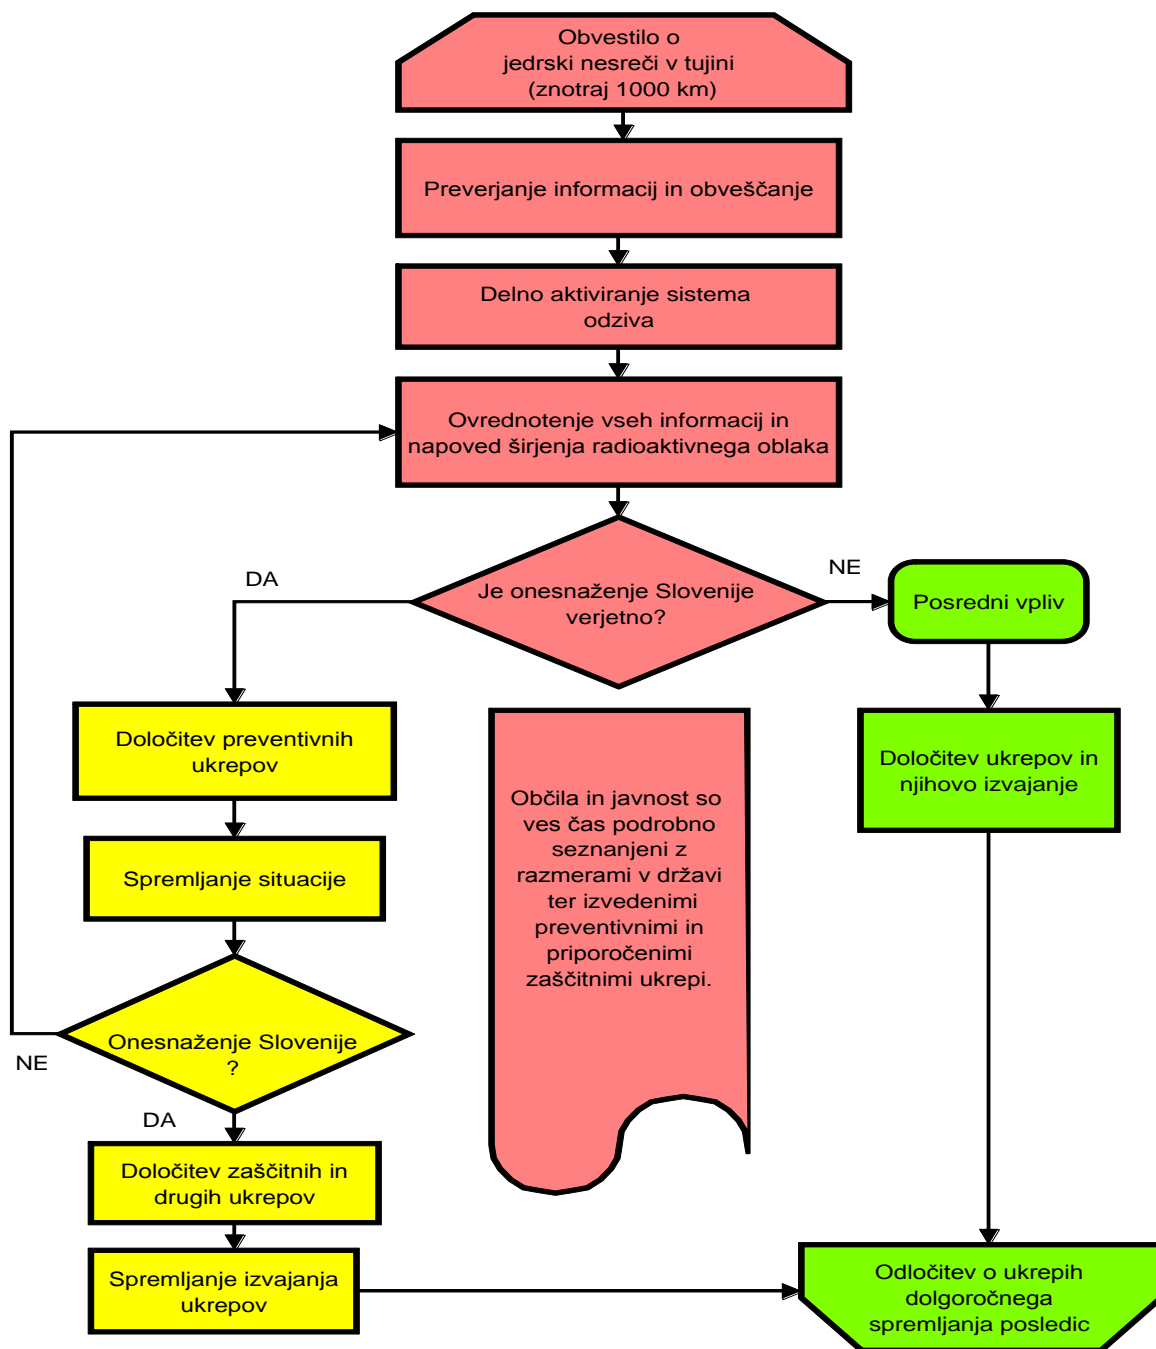 Obvestilo o
jedrski nesreči v tujini
(znotraj 1000 km)
Preverjanje informacij in obveščanje
Delno aktiviranje sistema
odziva
Ovrednotenje vseh informacij in
napoved širjenja radioaktivnega oblaka
Je onesnaženje Slovenije
verjetno?
DA
NE
Posredni vpliv
Določitev preventivnih
ukrepov
Določitev ukrepov in
njihovo izvajanje
Občila in javnost so
ves čas podrobno
seznanjeni z
razmerami v državi
ter izvedenimi
preventivnimi in
priporočenimi
zaščitnimi ukrepi.
Spremljanje situacije
Onesnaženje Slovenije
?
NE
DA
Določitev zaščitnih in
drugih ukrepov
Spremljanje izvajanja
ukrepov
Odločitev o ukrepih
dolgoročnega
spremljanja posledic